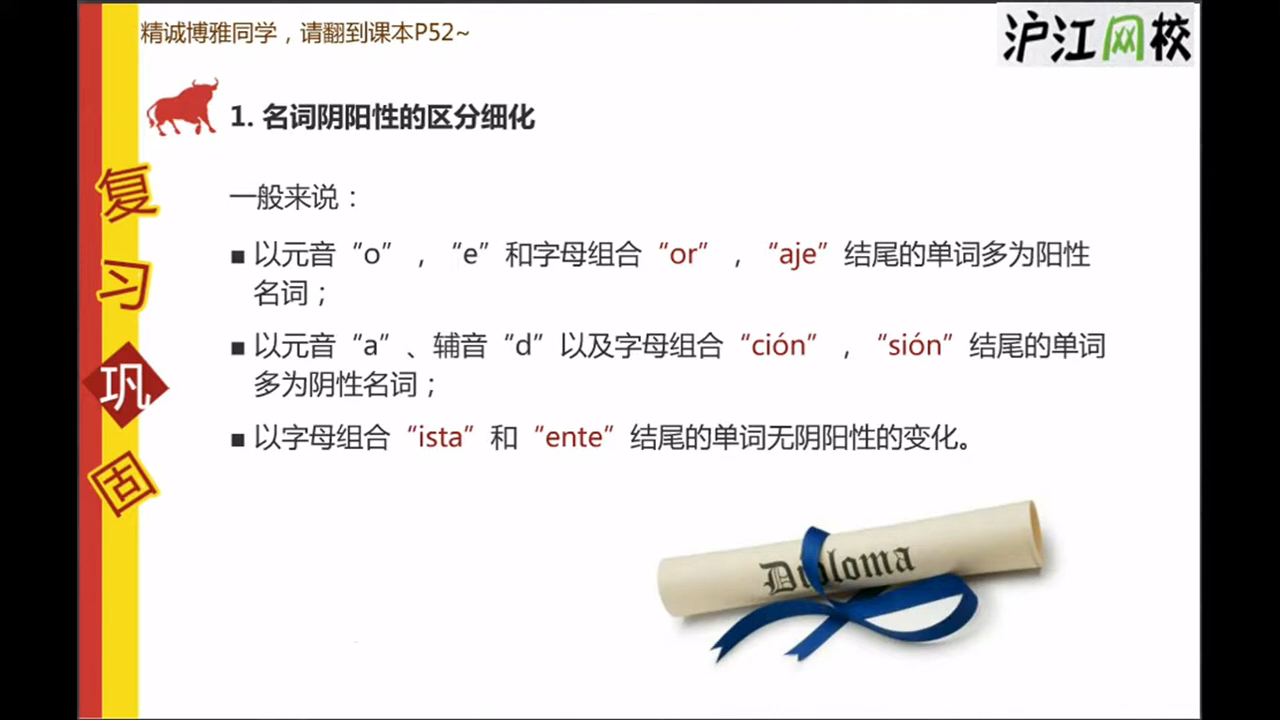 精诚博雅同学，请翻到课本P52~
沪江网校
1. 名词阴阳性的区分细化
复习巩固
一般来说：
■ 以元音“o”，“e”和字母组合“or”，“aje”结尾的单词多为阳性
名词；
■ 以元音“a”、辅音“d”以及字母组合“ción”，“sión”结尾的单词
多为阴性名词；
■ 以字母组合“ista”和“ente”结尾的单词无阴阳性的变化。
Diploma